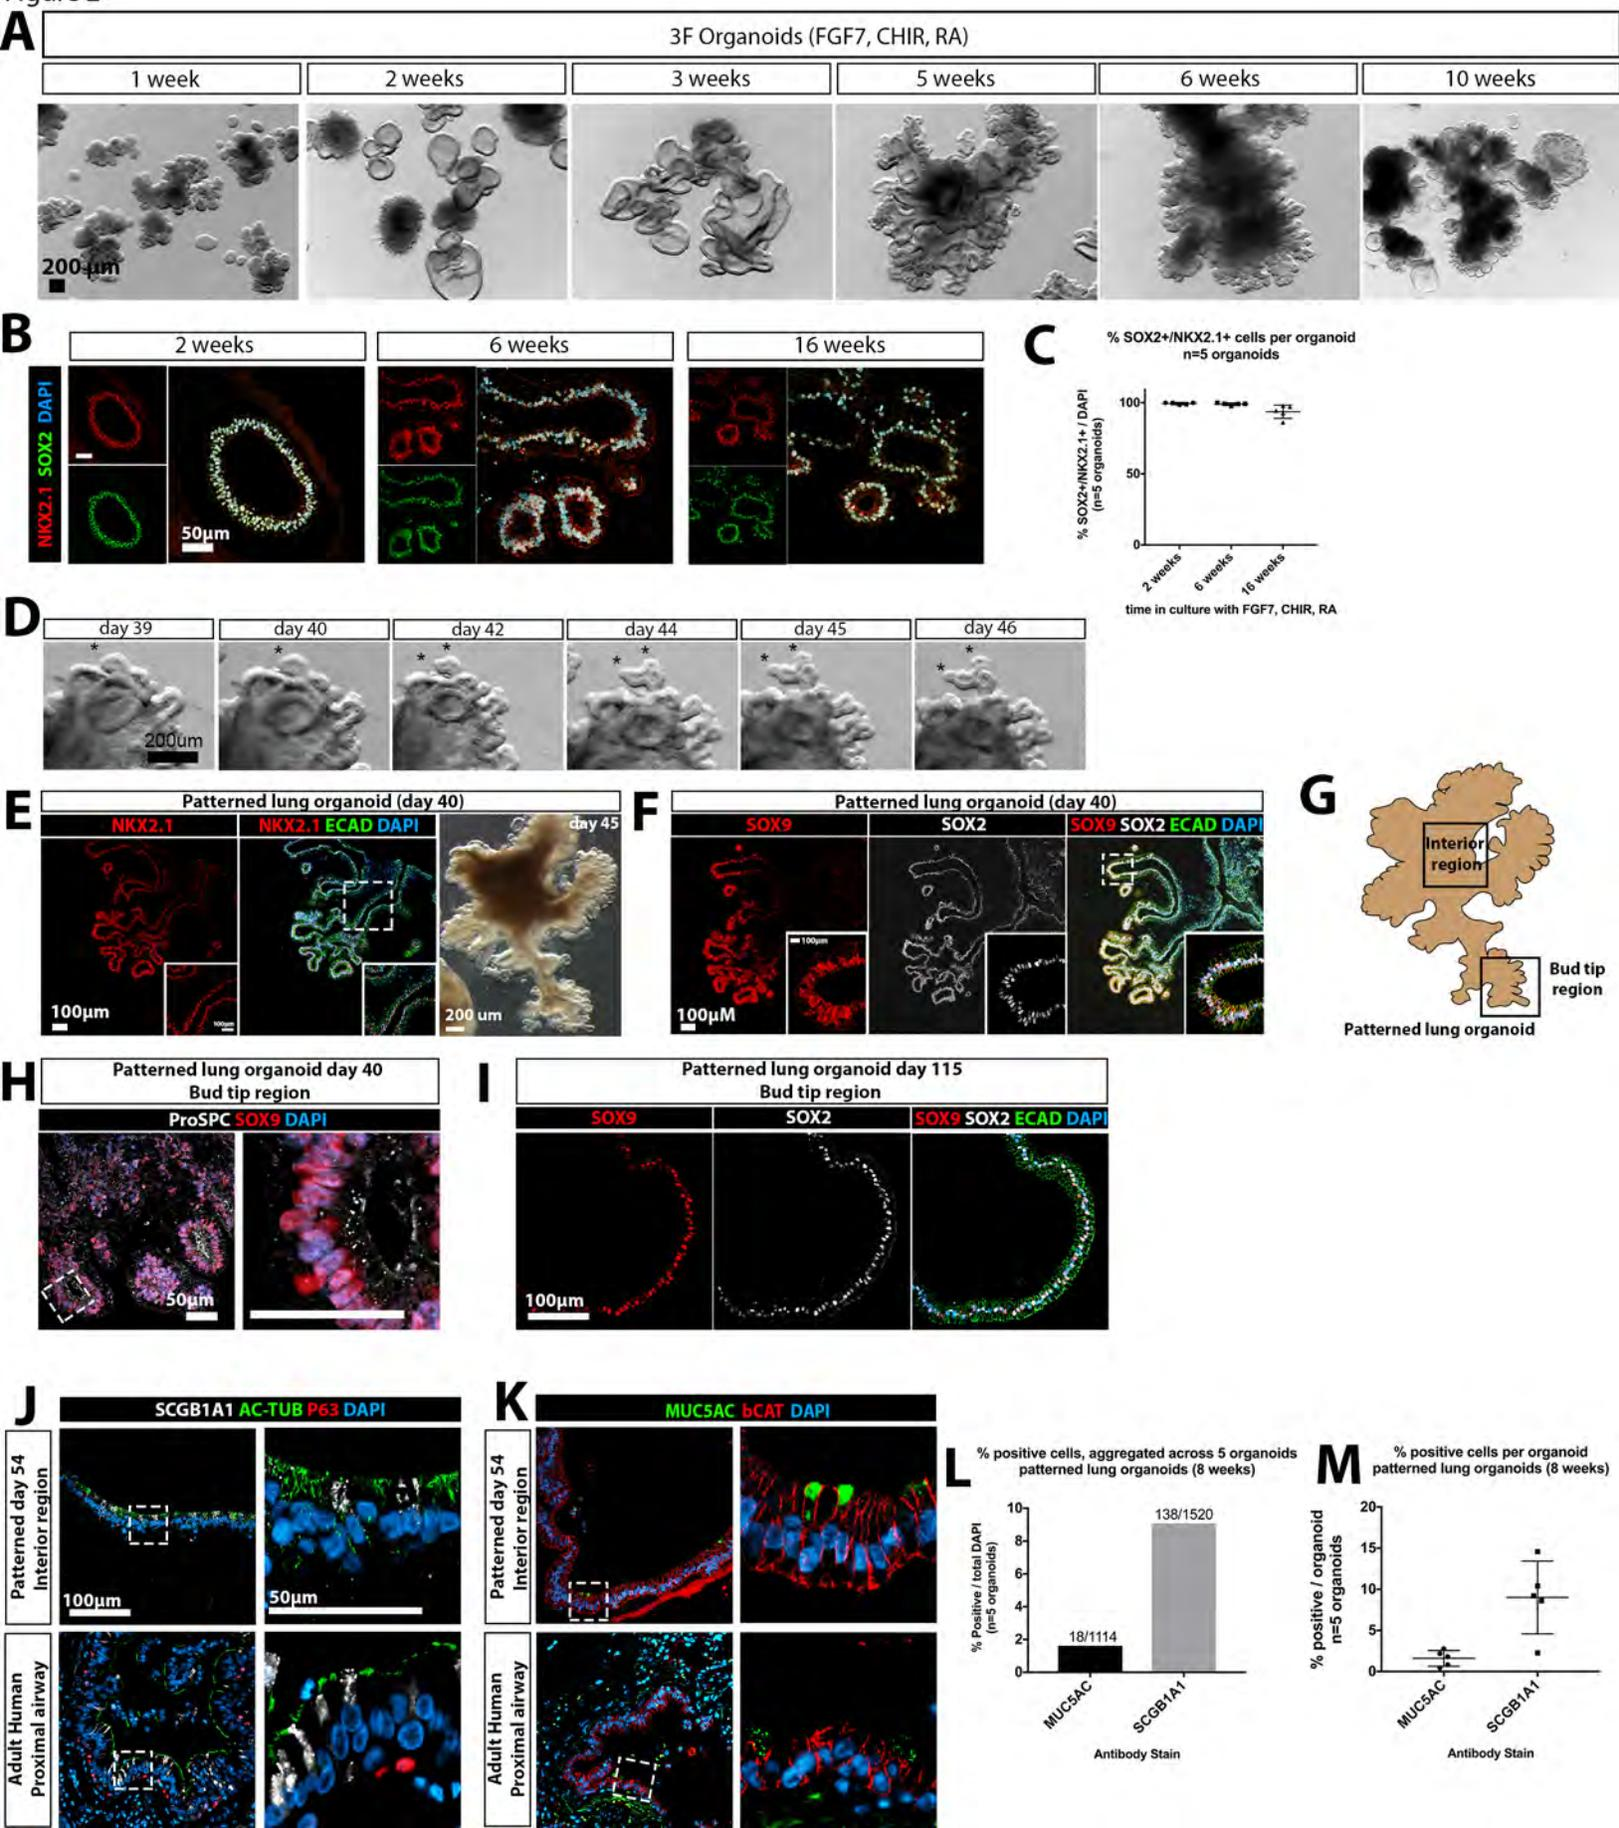 A
3F Organoids (FGF7, CHIR, RA)
1 week
2 weeks
3 weeks
5 weeks
6 weeks
10 weeks
200 µm
B
2 weeks
6 weeks
16 weeks
NKX2.1 SOX2 DAPI
50µm
C
% SOX2+/NKX2.1+ cells per organoid
n=5 organoids
% SOX2+/NKX2.1+ / DAPI
(n=5 organoids)
100
50
0
2 weeks
6 weeks
16 weeks
time in culture with FGF7, CHIR, RA
D
day 39
day 40
day 42
day 44
day 45
day 46
*
*
* *
* *
* *
* *
200um
E
Patterned lung organoid (day 40)
NKX2.1
NKX2.1 ECAD DAPI
day 45
100µm
100µm
200 um
F
Patterned lung organoid (day 40)
SOX9
SOX2
SOX9 SOX2 ECAD DAPI
100µm
100µM
G
Interior
region
Bud tip
region
Patterned lung organoid
H
Patterned lung organoid day 40
Bud tip region
ProSPC SOX9 DAPI
50µm
I
Patterned lung organoid day 115
Bud tip region
SOX9
SOX2
SOX9 SOX2 ECAD DAPI
100µm
J
SCGB1A1 AC-TUB P63 DAPI
Patterned day 54
Interior region
100µm
50µm
Adult Human
Proximal airway
K
MUC5AC bCAT DAPI
Patterned day 54
Interior region
Adult Human
Proximal airway
L
% positive cells, aggregated across 5 organoids
patterned lung organoids (8 weeks)
% Positive / total DAPI
(n=5 organoids)
10
8
6
4
2
0
18/1114
138/1520
MUC5AC
SCGB1A1
Antibody Stain
M
% positive cells per organoid
patterned lung organoids (8 weeks)
% positive / organoid
n=5 organoids
20
15
10
5
0
MUC5AC
SCGB1A1
Antibody Stain